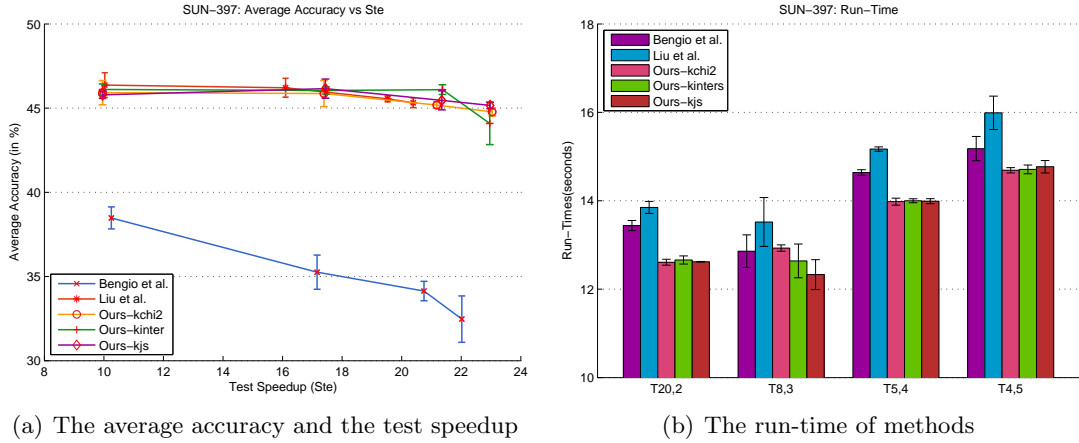 SUN-397: Average Accuracy vs Ste
50
45
40
35
30
Average Accuracy (in %)
Bengio et al.
Liu et al.
Ours-kchi2
Ours-kinter
Ours-kjs
8 10 12 14 16 18 20 22 24
Test Speedup (Ste)
(a) The average accuracy and the test speedup
SUN-397: Run-Time
18
16
14
12
10
Run-Times(seconds)
Bengio et al.
Liu et al.
Ours-kchi2
Ours-kinters
Ours-kjs
T20,2 T8,3 T5,4 T4,5
(b) The run-time of methods